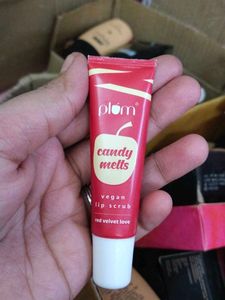 plum
candy
melts
vegan
lip scrub
red velvet love